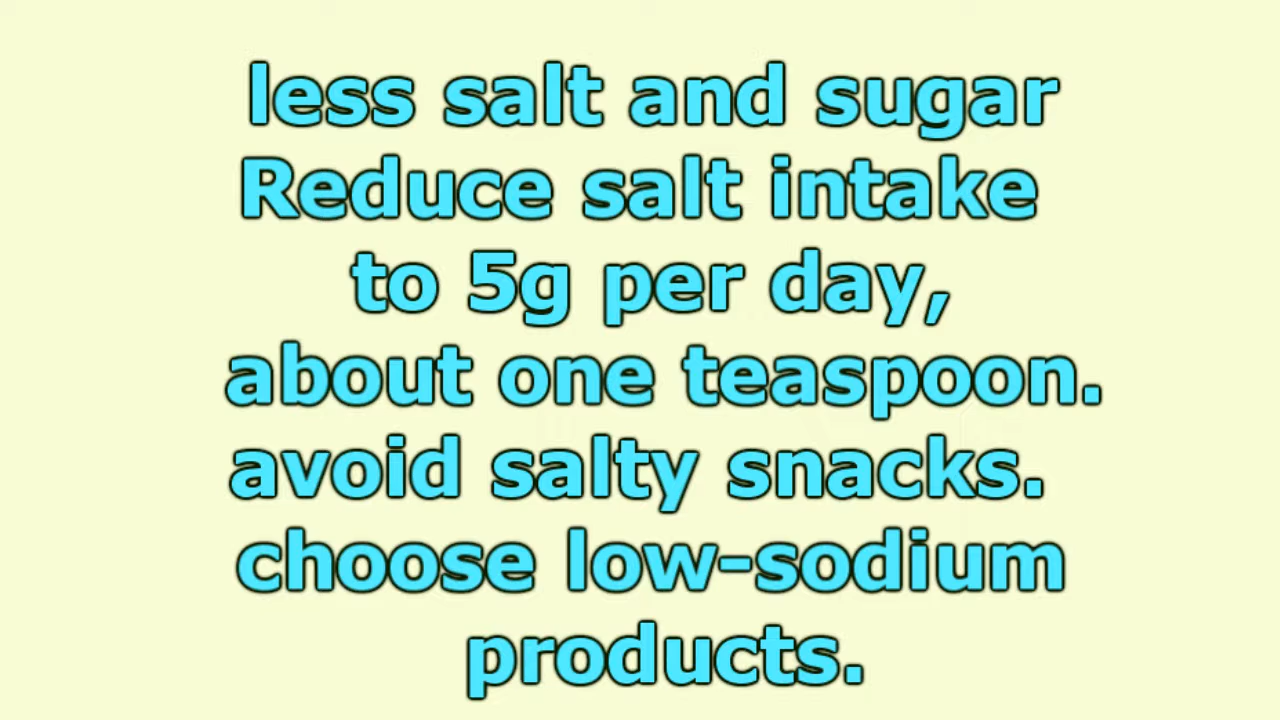 less salt and sugar
Reduce salt intake
to 5g per day,
about one teaspoon.
avoid salty snacks.
choose low-sodium
products.